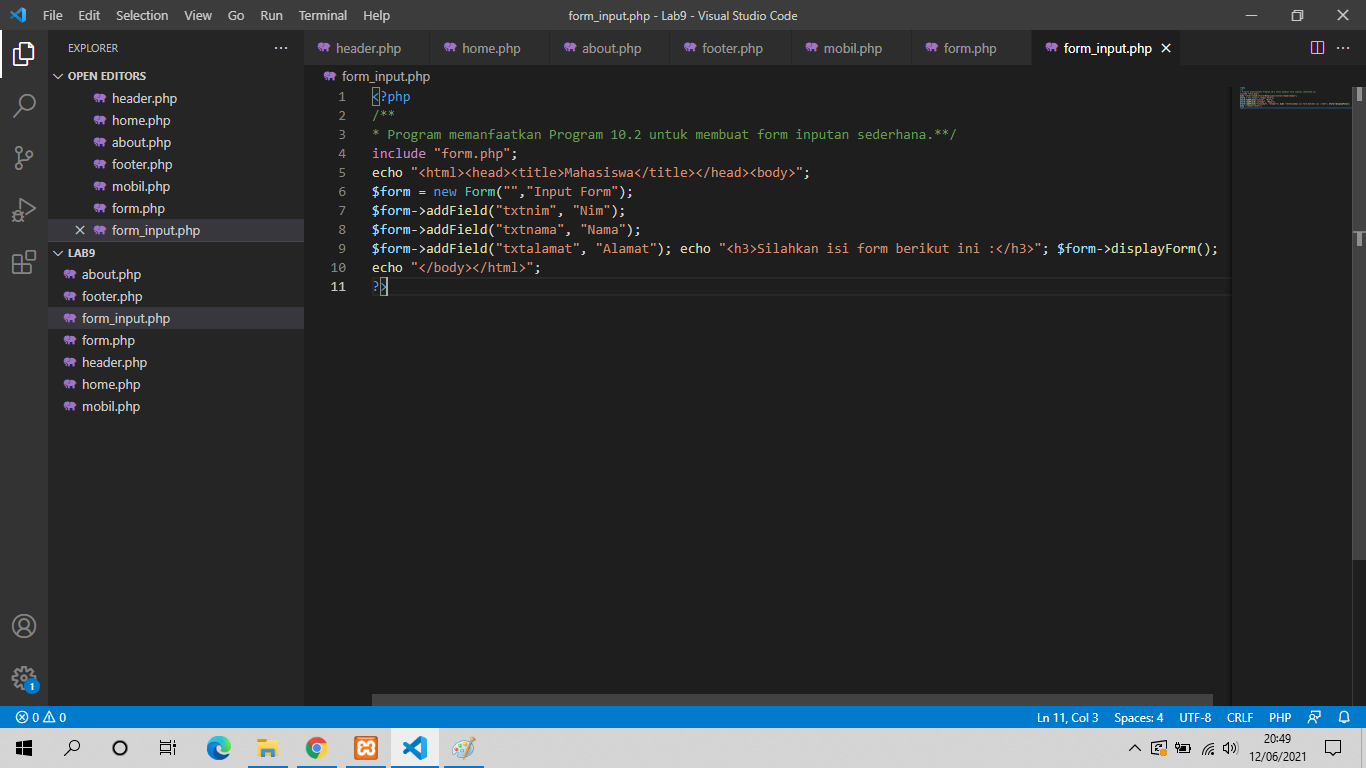 File Edit Selection View Go Run Terminal Help
form_input.php - Lab9 - Visual Studio Code
EXPLORER
OPEN EDITORS
header.php
home.php
about.php
footer.php
mobil.php
form.php
form_input.php
LAB9
about.php
footer.php
form_input.php
form.php
header.php
home.php
mobil.php
1
header.php home.php about.php footer.php mobil.php form.php form_input.php
form_input.php
1 <?php
2 /**
3 * Program memanfaatkan Program 10.2 untuk membuat form inputan sederhana.**/
4 include "form.php";
5 echo "<html><head><title>Mahasiswa</title></head><body>";
6 $form = new Form("","Input Form");
7 $form->addField("txtnim", "Nim");
8 $form->addField("txtnama", "Nama");
9 $form->addField("txtalamat", "Alamat"); echo "<h3>Silahkan isi form berikut ini :</h3>"; $form->displayForm();
10 echo "</body></html>";
11 ?>
0 0
Ln 11, Col 3 Spaces: 4 UTF-8 CRLF PHP
20:49
12/06/2021